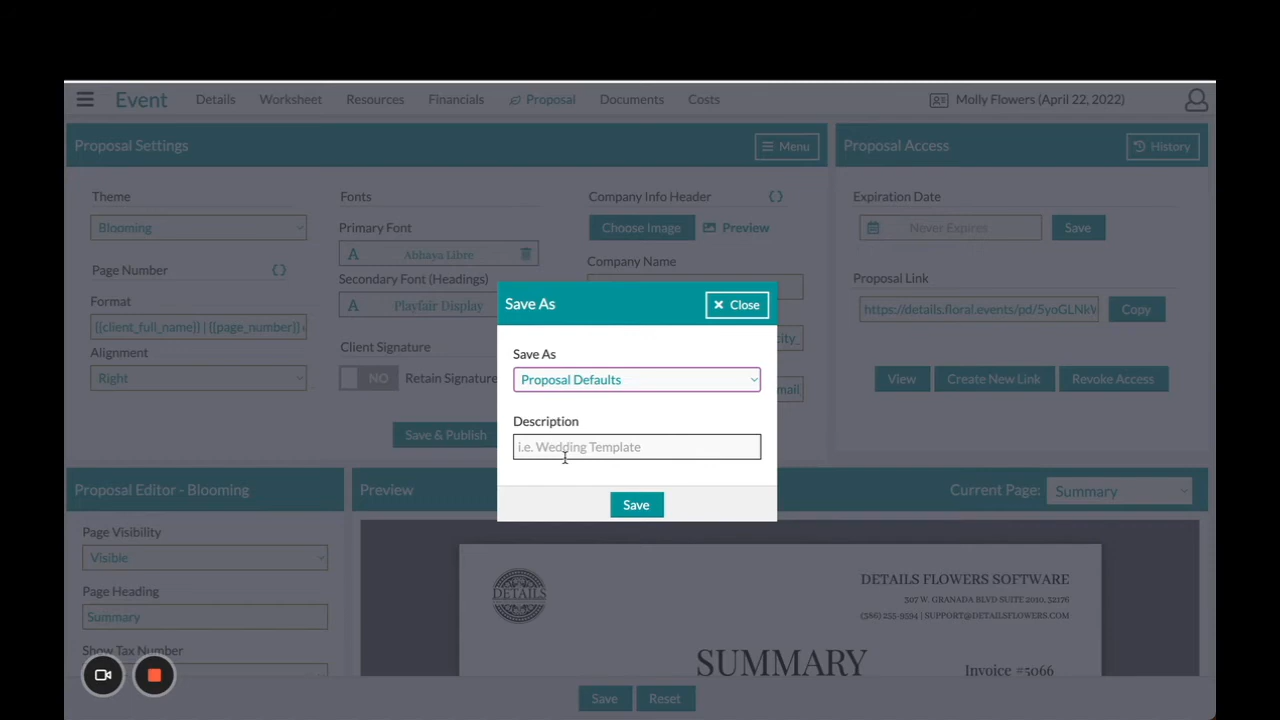 Event
Details
Worksheet
Resources
Financials
Proposal
Documents
Costs
Molly Flowers (April 22, 2022)
Proposal Settings
Menu
Theme
Blooming
Page Number
Format
{{client_full_name}} | {{page_number}}
Alignment
Right
Fonts
Primary Font
A Abhaya Libre
Secondary Font (Headings)
A Playfair Display
Client Signature
NO
Retain Signature
Company Info Header
Choose Image
Preview
Company Name
city_
mail
Save & Publish
Proposal Access
History
Expiration Date
Never Expires
Save
Proposal Link
https://details.floral.events/pd/5yoGLNk
Copy
View
Create New Link
Revoke Access
Save As
Close
Save As
Proposal Defaults
Description
i.e. Wedding Template
Save
Proposal Editor - Blooming
Page Visibility
Visible
Page Heading
Summary
Show Tax Number
Preview
Current Page:
Summary
DETAILS
DETAILS FLOWERS SOFTWARE
307 W. GRANADA BLVD SUITE 2010, 32176
(386) 255-9594 | SUPPORT@DETAILSFLOWERS.COM
SUMMARY
Invoice #5066
Save
Reset